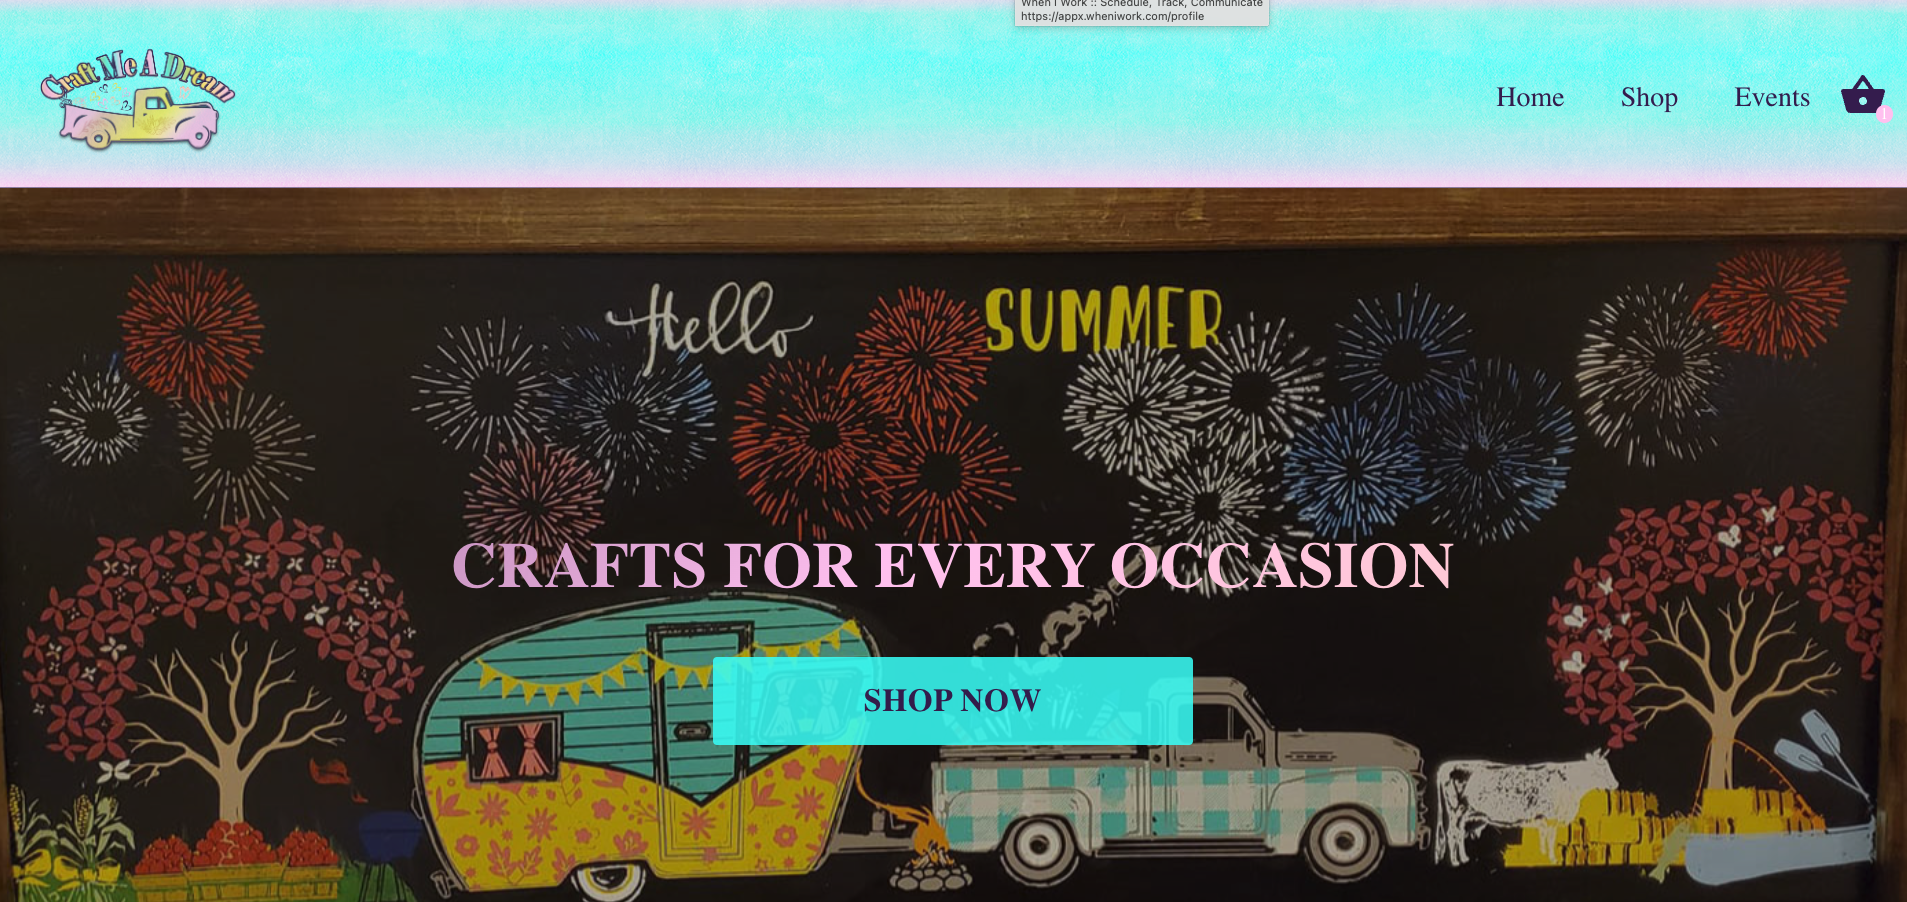 When I Work :: Schedule, Track, Communicate
https://appx.wheniwork.com/profile
Craft Me A Dream
Home
Shop
Events
1
Hello SUMMER
CRAFTS FOR EVERY OCCASION
SHOP NOW